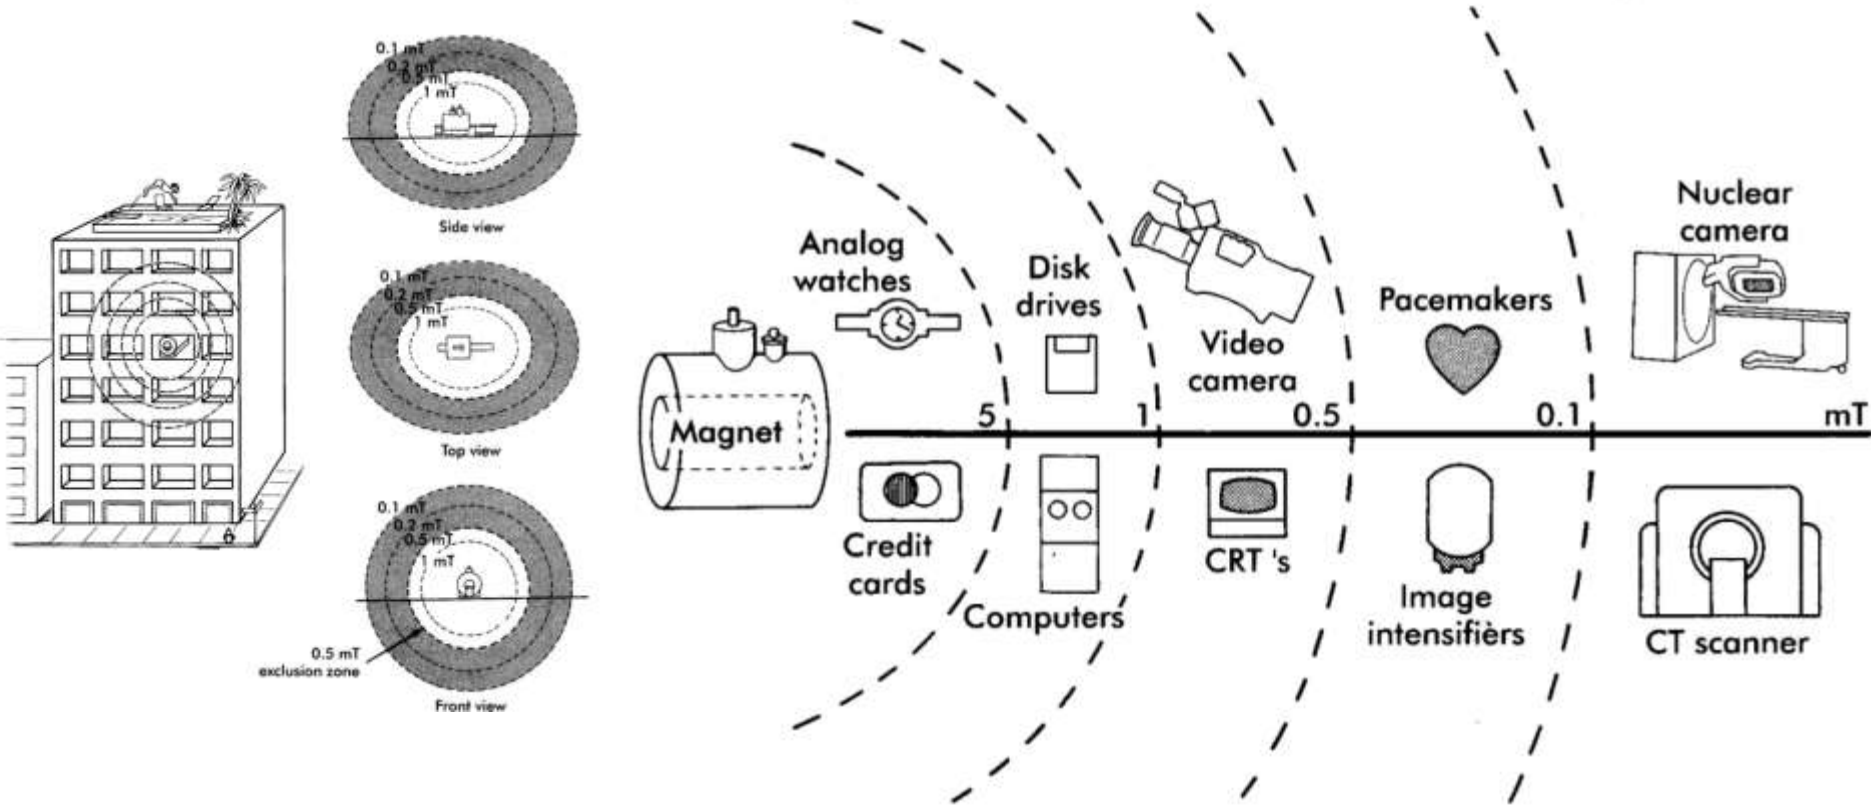 0.1 mT
0.2 mT
0.5 mT
1 mT
Side view
0.1 mT
0.2 mT
0.5 mT
1 mT
Top view
0.1 mT
0.2 mT
0.5 mT
1 mT
0.5 mT
exclusion zone
Front view
Magnet
Analog
watches
Credit
cards
5
Disk
drives
Computers
1
Video
camera
CRT 's
0.5
Pacemakers
Image
intensifièrs
0.1
Nuclear
camera
CT scanner
mT